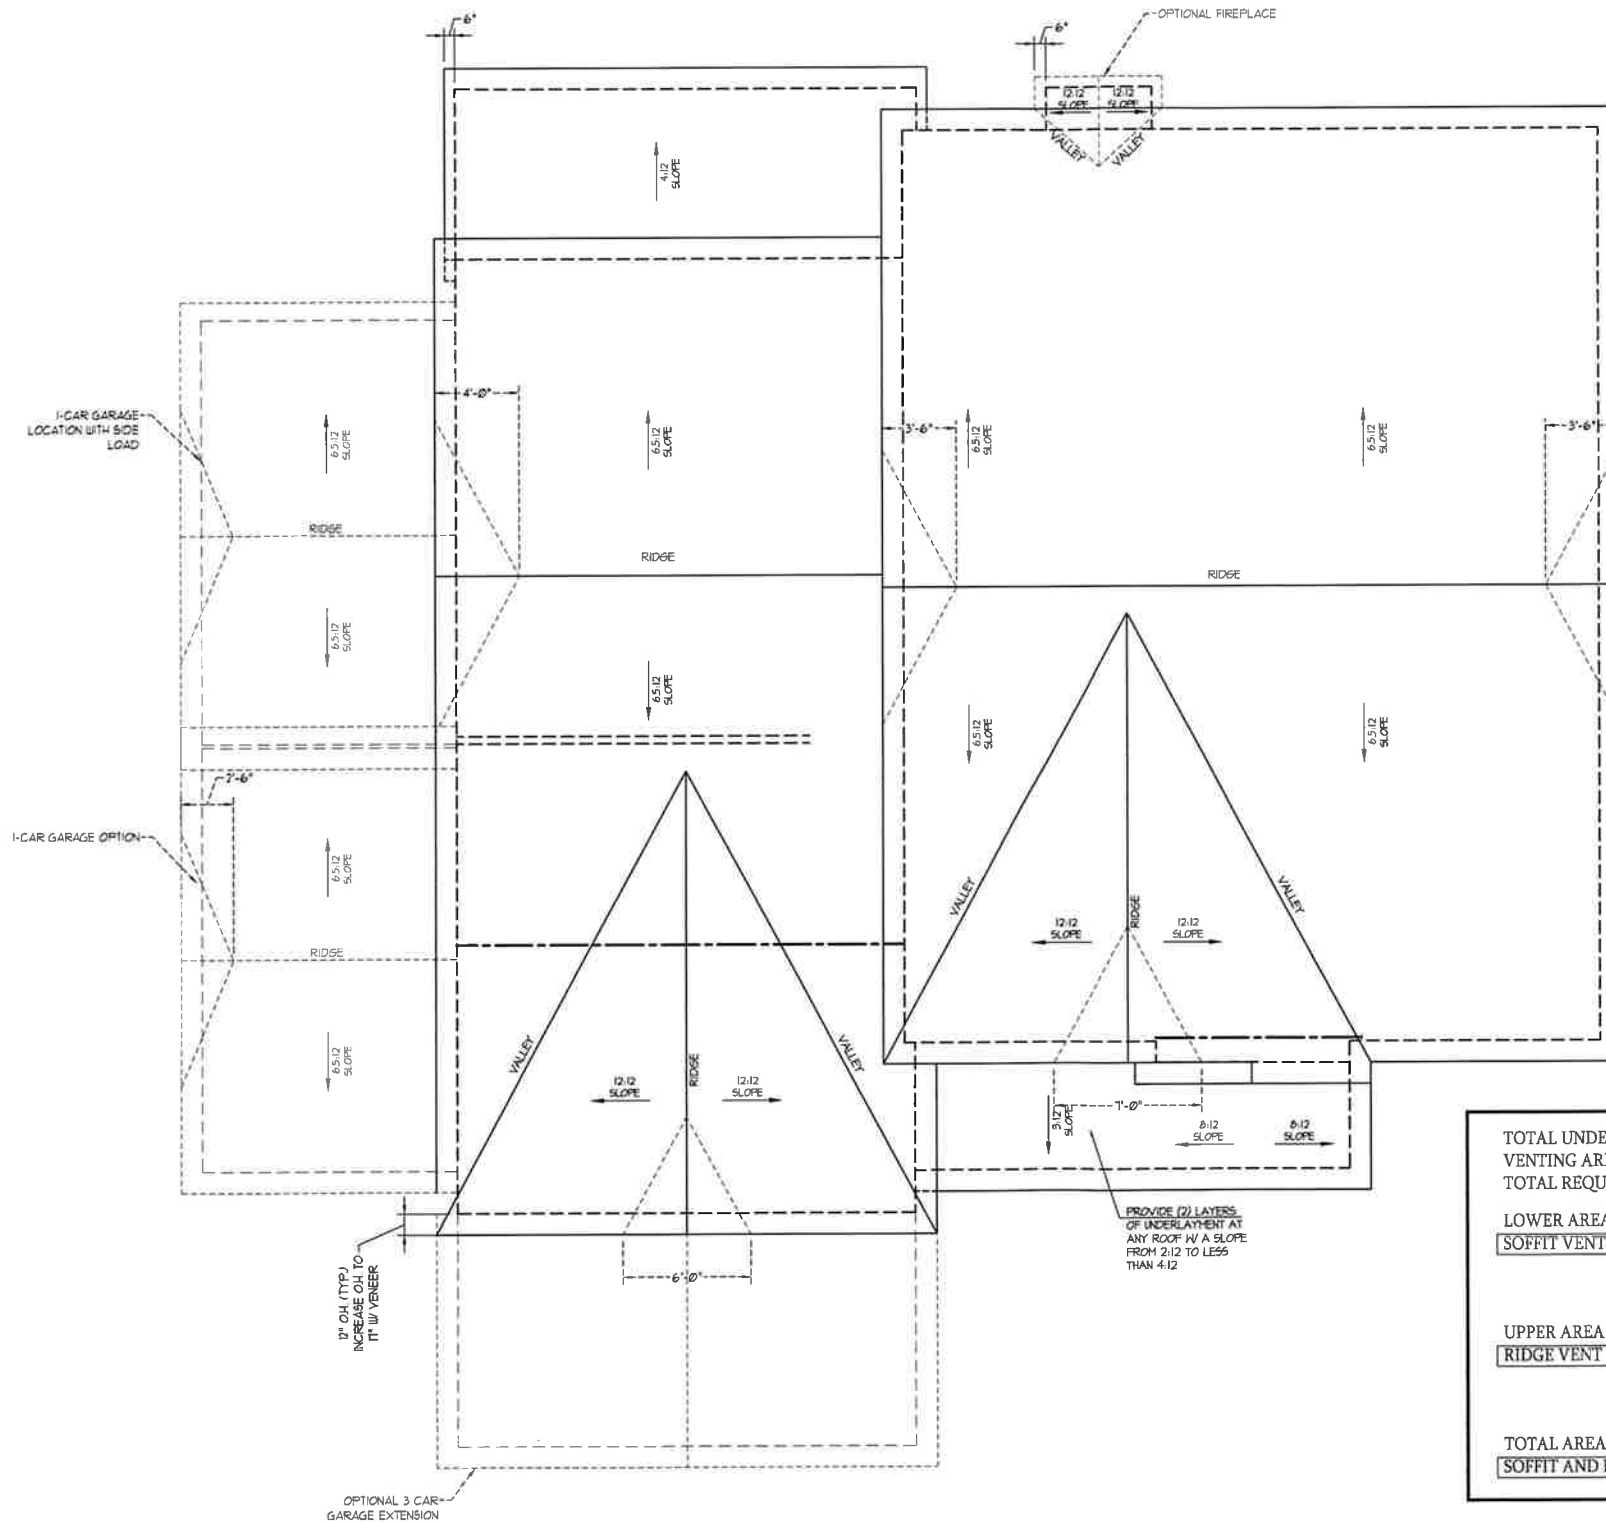 6"
6"
OPTIONAL FIREPLACE
12:12
SLOPE
12:12
SLOPE
VALLEY
VALLEY
4:12
SLOPE
1-CAR GARAGE
LOCATION WITH SIDE
LOAD
4'-0"
3'-6"
3'-6"
6.5:12
SLOPE
6.5:12
SLOPE
6.5:12
SLOPE
6.5:12
SLOPE
RIDGE
RIDGE
RIDGE
6.5:12
SLOPE
6.5:12
SLOPE
6.5:12
SLOPE
6.5:12
SLOPE
2'-6"
1-CAR GARAGE OPTION
6.5:12
SLOPE
VALLEY
VALLEY
RIDGE
12:12
SLOPE
12:12
SLOPE
RIDGE
6.5:12
SLOPE
VALLEY
VALLEY
RIDGE
12:12
SLOPE
12:12
SLOPE
3:12
SLOPE
7'-0"
8:12
SLOPE
8:12
SLOPE
PROVIDE (2) LAYERS
OF UNDERLAYMENT AT
ANY ROOF W/ A SLOPE
FROM 2:12 TO LESS
THAN 4:12
12" O.H. (TYP.)
INCREASE O.H. TO
17" W/ VENEER
6'-0"
OPTIONAL 3 CAR
GARAGE EXTENSION
TOTAL UNDE
VENTING AR
TOTAL REQU
LOWER AREA
SOFFIT VENT
UPPER AREA
RIDGE VENT
TOTAL AREA
SOFFIT AND